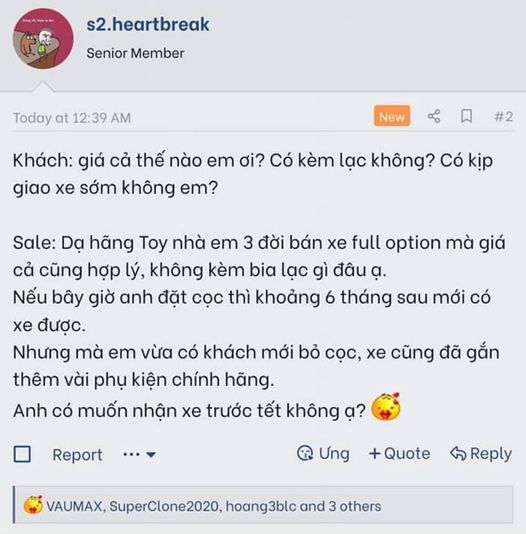 s2.heartbreak
Senior Member
Today at 12:39 AM
New
#2
Khách: giá cả thế nào em ơi? Có kèm lạc không? Có kịp
giao xe sớm không em?
Sale: Dạ hãng Toy nhà em 3 đời bán xe full option mà giá
cả cũng hợp lý, không kèm bia lạc gì đâu ạ.
Nếu bây giờ anh đặt cọc thì khoảng 6 tháng sau mới có
xe được.
Nhưng mà em vừa có khách mới bỏ cọc, xe cũng đã gắn
thêm vài phụ kiện chính hãng.
Anh có muốn nhận xe trước tết không ạ?
Report
Ưng
+Quote
Reply
VAUMAX, SuperClone2020, hoang3blc and 3 others